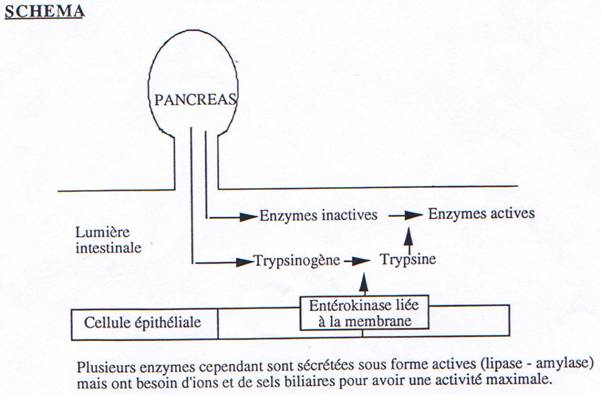 SCHEMA
PANCREAS
Enzymes inactives
Enzymes actives
Lumière
intestinale
Trypsinogène
Trypsine
Entérokinase liée
à la membrane
Cellule épithéliale
Plusieurs enzymes cependant sont sécrétées sous forme actives (lipase - amylase)
mais ont besoin d'ions et de sels biliaires pour avoir une activité maximale.